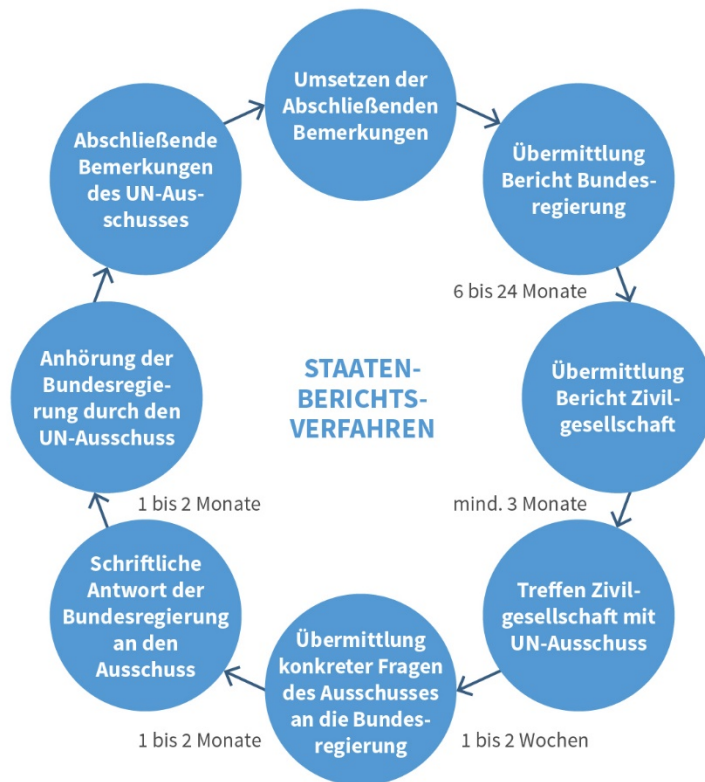 Umsetzen der
Abschließenden
Bemerkungen
Übermittlung
Bericht Bundes-
regierung
6 bis 24 Monate
Übermittlung
Bericht Zivil-
gesellschaft
mind. 3 Monate
Treffen Zivil-
gesellschaft mit
UN-Ausschuss
1 bis 2 Wochen
Übermittlung
konkreter Fragen
des Ausschusses
an die Bundes-
regierung
1 bis 2 Monate
Schriftliche
Antwort der
Bundesregierung
an den
Ausschuss
1 bis 2 Monate
Anhörung der
Bundesregie-
rung durch den
UN-Ausschuss
Abschließende
Bemerkungen
des UN-Aus-
schusses
STAATEN-
BERICHTS-
VERFAHREN